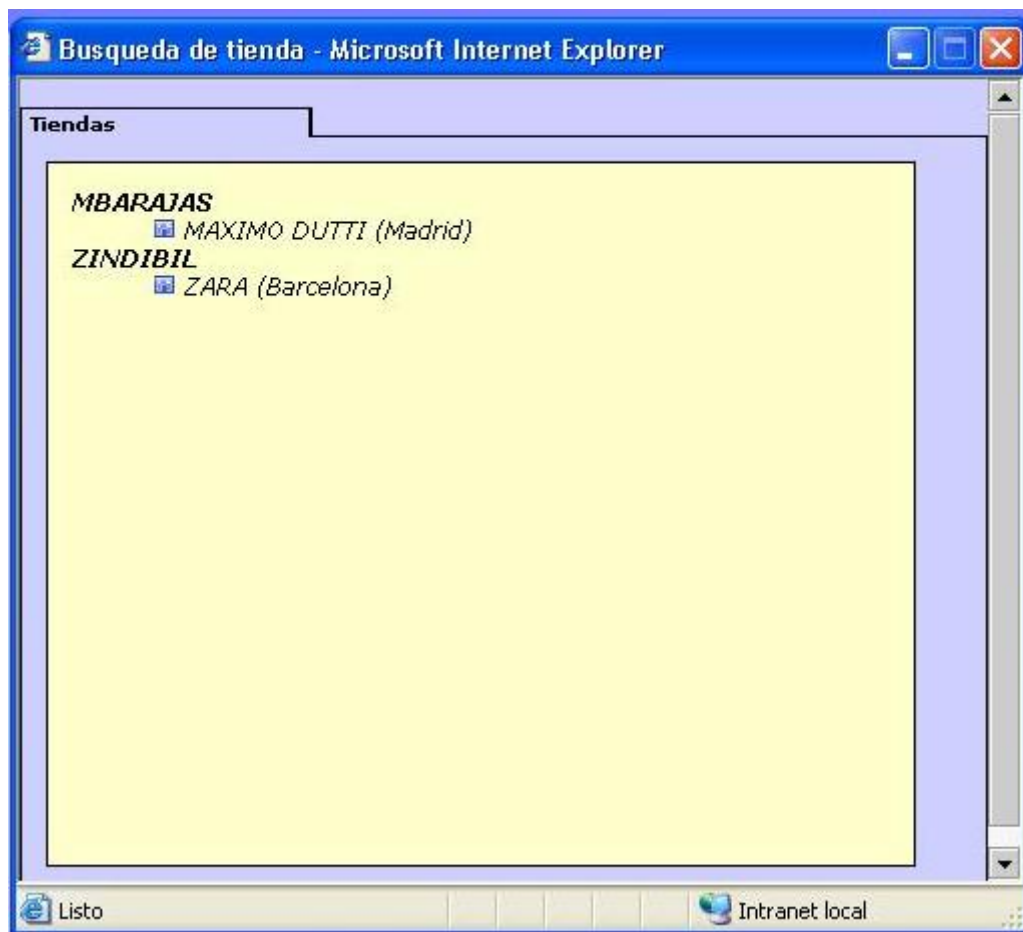 Busqueda de tienda - Microsoft Internet Explorer
Tiendas
MBARAJAS
MAXIMO DUTTI (Madrid)
ZINDIBIL
ZARA (Barcelona)
Listo
Intranet local